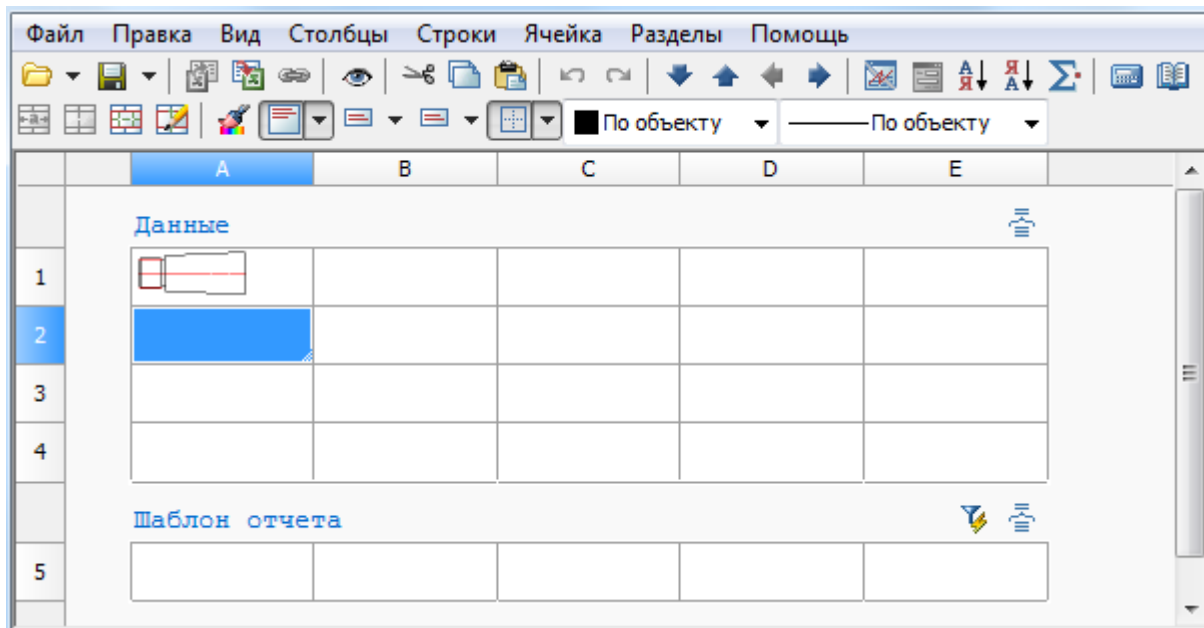 Файл Правка Вид Столбцы Строки Ячейка Разделы Помощь
А Я Я А
a По объекту По объекту
A B C D E
Данные
1
2
3
4
Шаблон отчета
5